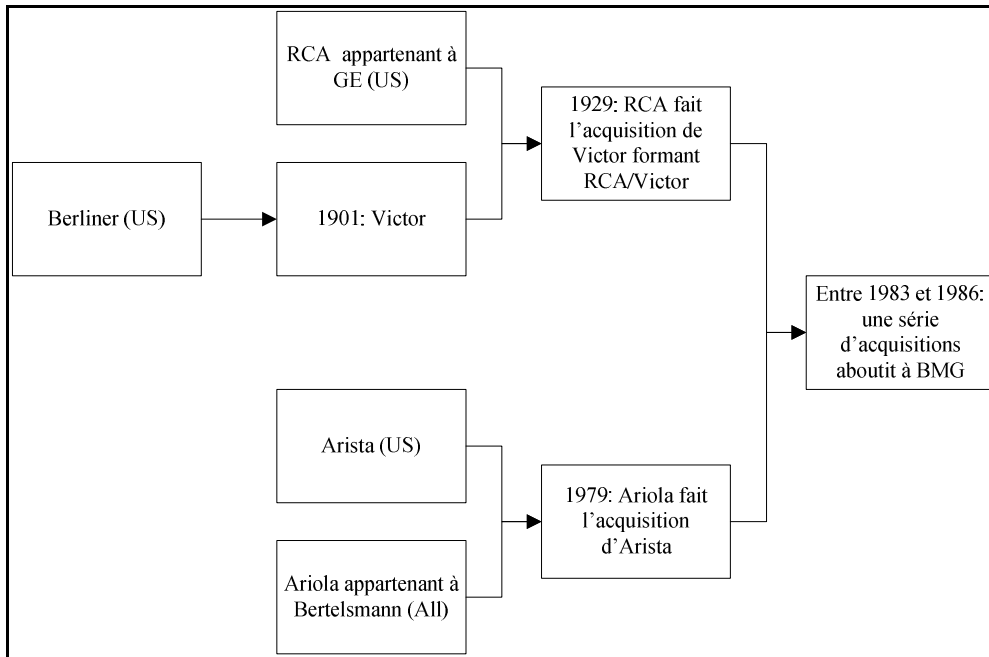 RCA appartenant à
GE (US)
1929: RCA fait
l'acquisition de
Victor formant
RCA/Victor
Berliner (US)
1901: Victor
Entre 1983 et 1986:
une série
d'acquisitions
aboutit à BMG
Arista (US)
1979: Ariola fait
l'acquisition
d'Arista
Ariola appartenant à
Bertelsmann (All)